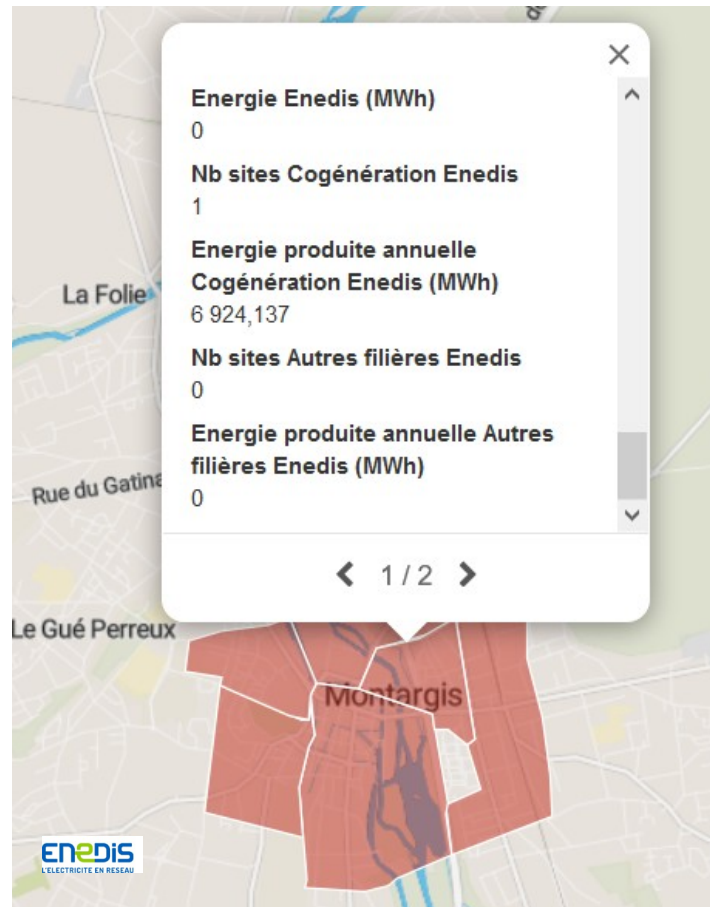 Energie Enedis (MWh)
0
Nb sites Cogénération Enedis
1
Energie produite annuelle
Cogénération Enedis (MWh)
6 924,137
Nb sites Autres filières Enedis
0
Energie produite annuelle Autres
filières Enedis (MWh)
0
1 / 2
La Folie
Rue du Gatina
Le Gué Perreux
Montargis
ENEDIS
L'ELECTRICITE EN RESEAU